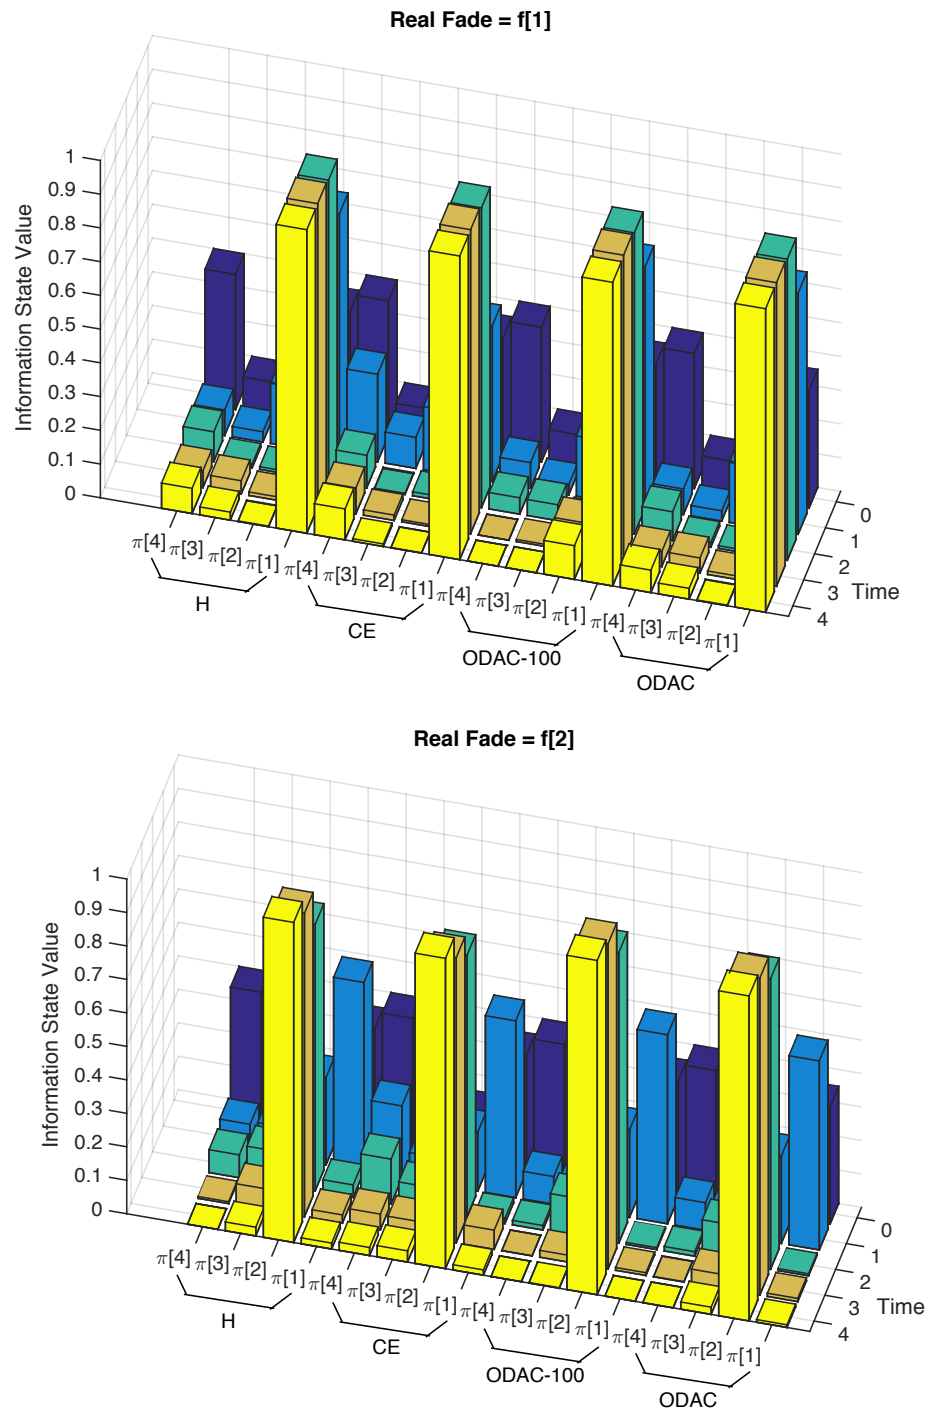 Real Fade = f[1]
Information State Value
1
0.9
0.8
0.7
0.6
0.5
0.4
0.3
0.2
0.1
0
π[4] π[3] π[2] π[1] π[4] π[3] π[2] π[1] π[4] π[3] π[2] π[1] π[4] π[3] π[2] π[1]
H
CE
ODAC-100
ODAC
0
1
2
3
4
Time
Real Fade = f[2]
Information State Value
1
0.9
0.8
0.7
0.6
0.5
0.4
0.3
0.2
0.1
0
π[4] π[3] π[2] π[1] π[4] π[3] π[2] π[1] π[4] π[3] π[2] π[1] π[4] π[3] π[2] π[1]
H
CE
ODAC-100
ODAC
0
1
2
3
4
Time